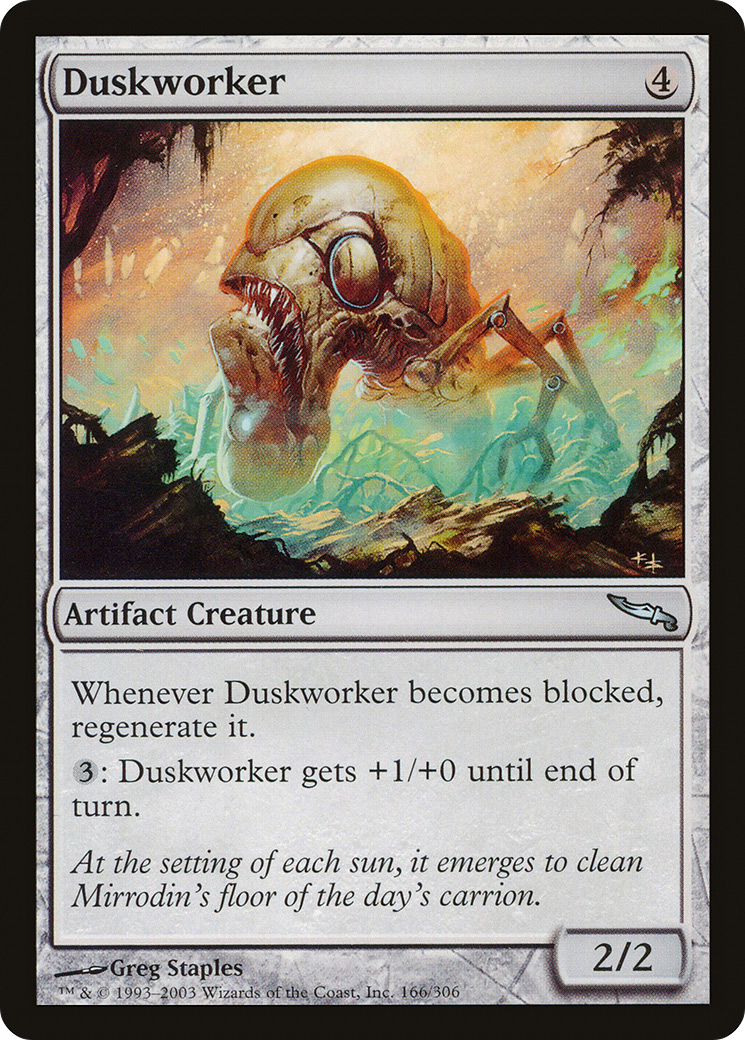 Duskworker 4
Artifact Creature
Whenever Duskworker becomes blocked,
regenerate it.
3: Duskworker gets +1/+0 until end of
turn.
At the setting of each sun, it emerges to clean
Mirrodin's floor of the day's carrion.
2/2
Greg Staples
™ & © 1993–2003 Wizards of the Coast, Inc. 166/306